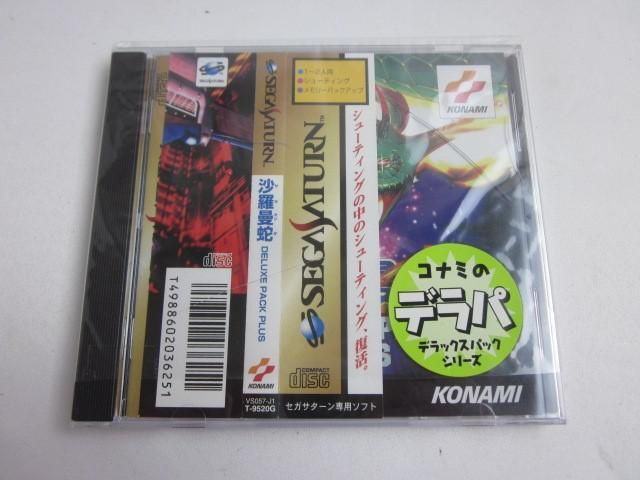 SEGASATURN
沙羅曼蛇
DELUXE PACK PLUS
KONAMI
VS057-J1
T-9520G
T4988602036251
disc
1~2人用
シューティング
メモリーバックアップ
SEGASATURN™
COMPACT
disc
セガサターン専用ソフト
シューティングの中のシューティング、復活。
KONAMI
コナミの
デラパ
デラックスパック
シリーズ
KONAMI